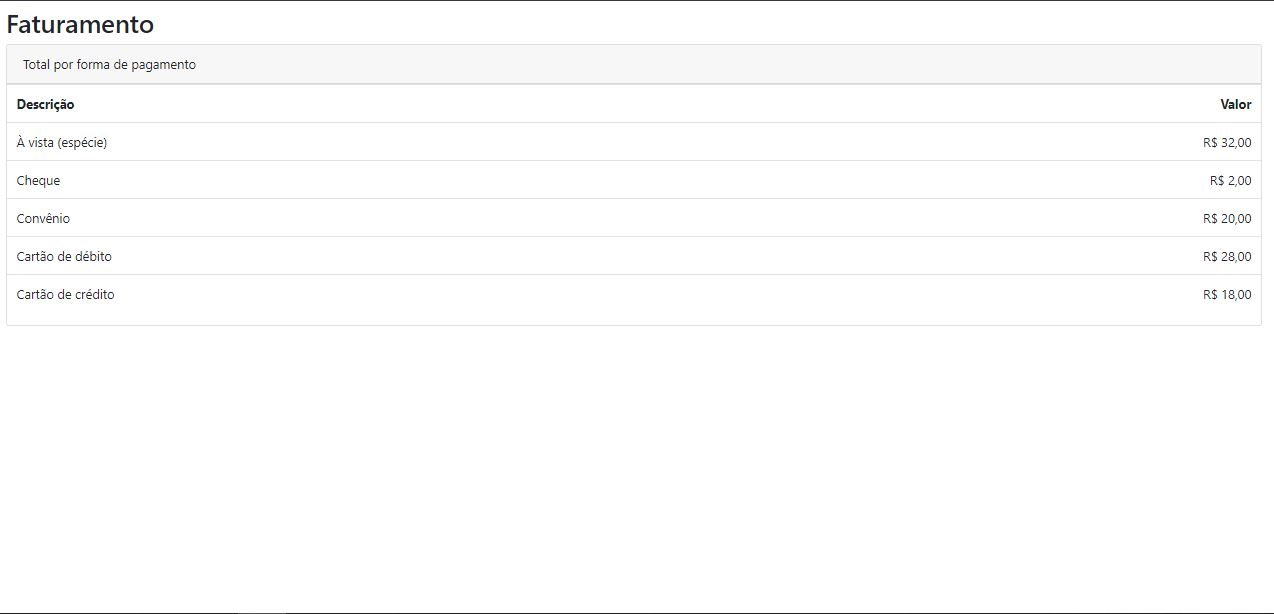 Faturamento
Total por forma de pagamento
Descrição Valor
À vista (espécie) R$ 32,00
Cheque R$ 2,00
Convênio R$ 20,00
Cartão de débito R$ 28,00
Cartão de crédito R$ 18,00